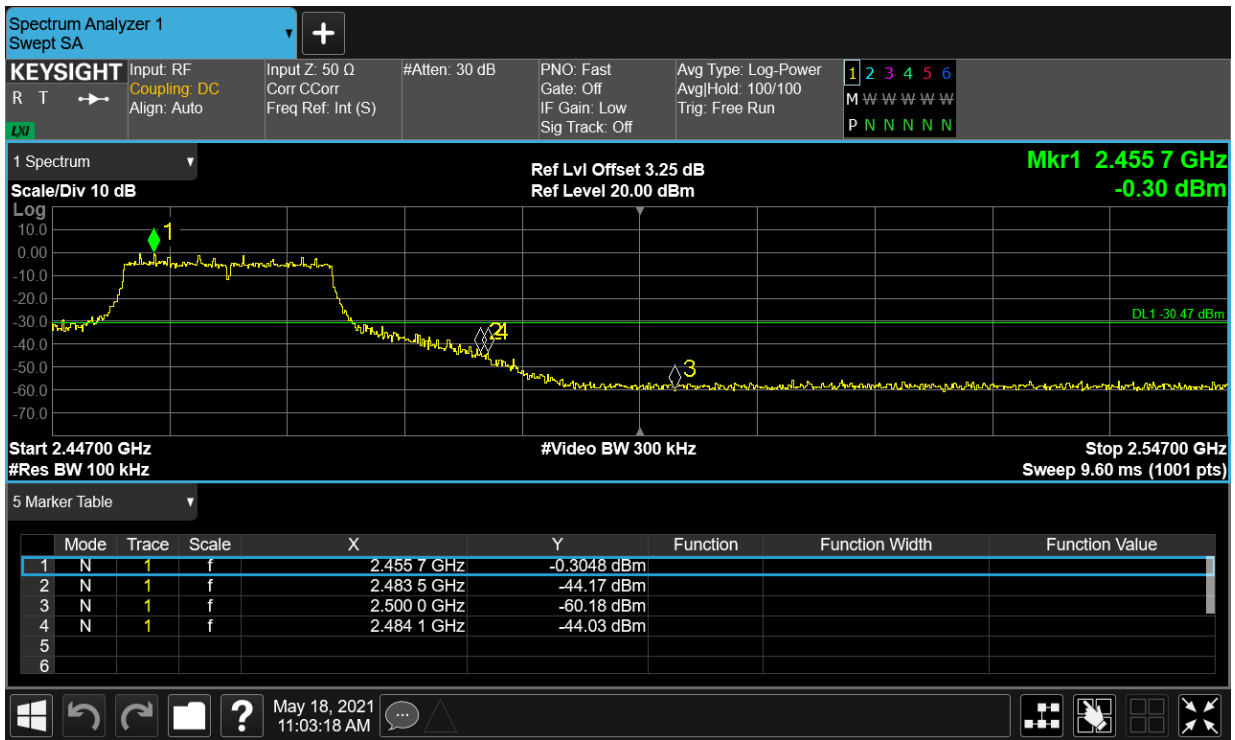 Spectrum Analyzer 1
Swept SA
▼
+
KEYSIGHT
R T
LXI
Input: RF
Coupling: DC
Align: Auto
Input Z: 50 Ω
Corr CCorr
Freq Ref: Int (S)
#Atten: 30 dB
PNO: Fast
Gate: Off
IF Gain: Low
Sig Track: Off
Avg Type: Log-Power
Avg|Hold: 100/100
Trig: Free Run
1 2 3 4 5 6
M W W W W W
P N N N N N
1 Spectrum ▼
Scale/Div 10 dB
Ref Lvl Offset 3.25 dB
Ref Level 20.00 dBm
Mkr1 2.455 7 GHz
-0.30 dBm
Log
10.0
0.00
-10.0
-20.0
-30.0
-40.0
-50.0
-60.0
-70.0
1
2
4
3
DL1 -30.47 dBm
Start 2.44700 GHz
#Res BW 100 kHz
#Video BW 300 kHz
Stop 2.54700 GHz
Sweep 9.60 ms (1001 pts)
5 Marker Table ▼
Mode Trace Scale X Y Function Function Width Function Value
1 N 1 f 2.455 7 GHz -0.3048 dBm
2 N 1 f 2.483 5 GHz -44.17 dBm
3 N 1 f 2.500 0 GHz -60.18 dBm
4 N 1 f 2.484 1 GHz -44.03 dBm
5
6
?
May 18, 2021
11:03:18 AM